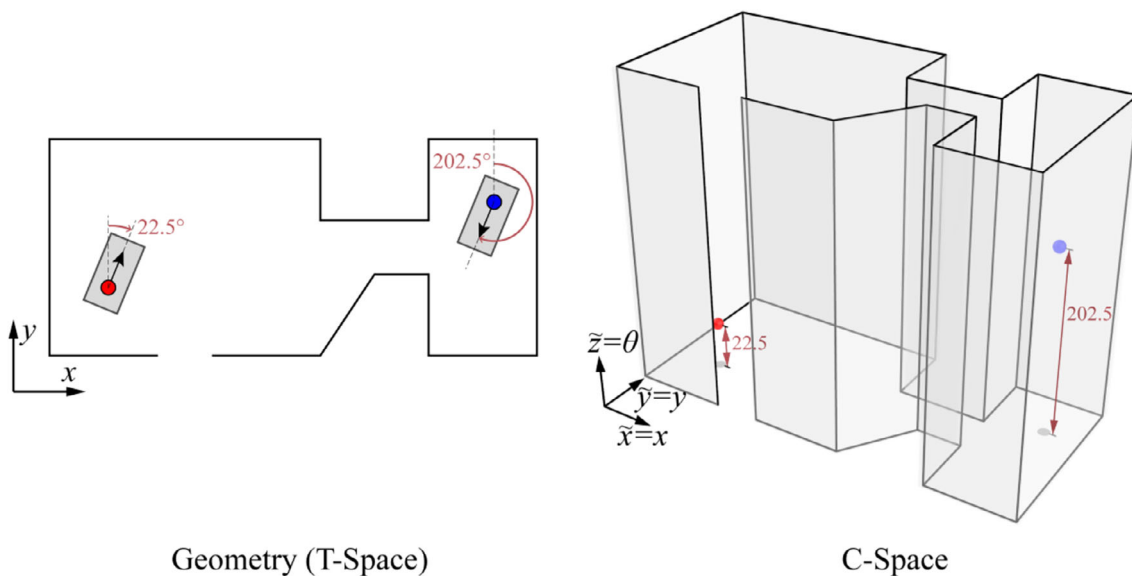 202.5°
22.5°
y
x
Geometry (T-Space)
202.5
22.5
z̃=θ
ỹ=y
x̃=x
C-Space